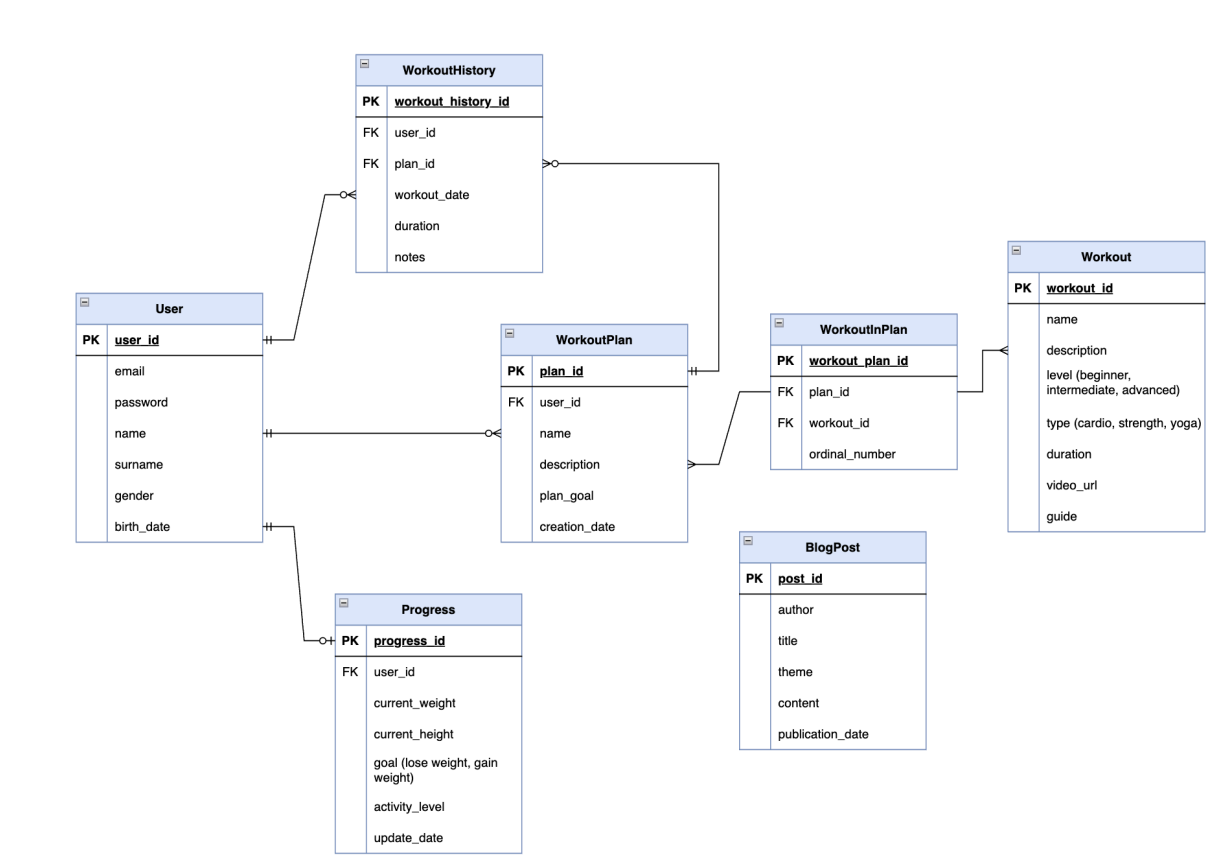 WorkoutHistory
PK workout_history_id
FK user_id
FK plan_id
workout_date
duration
notes
User
PK user_id
email
password
name
surname
gender
birth_date
WorkoutPlan
PK plan_id
FK user_id
name
description
plan_goal
creation_date
WorkoutInPlan
PK workout_plan_id
FK plan_id
FK workout_id
ordinal_number
Workout
PK workout_id
name
description
level (beginner,
intermediate, advanced)
type (cardio, strength, yoga)
duration
video_url
guide
Progress
PK progress_id
FK user_id
current_weight
current_height
goal (lose weight, gain
weight)
activity_level
update_date
BlogPost
PK post_id
author
title
theme
content
publication_date